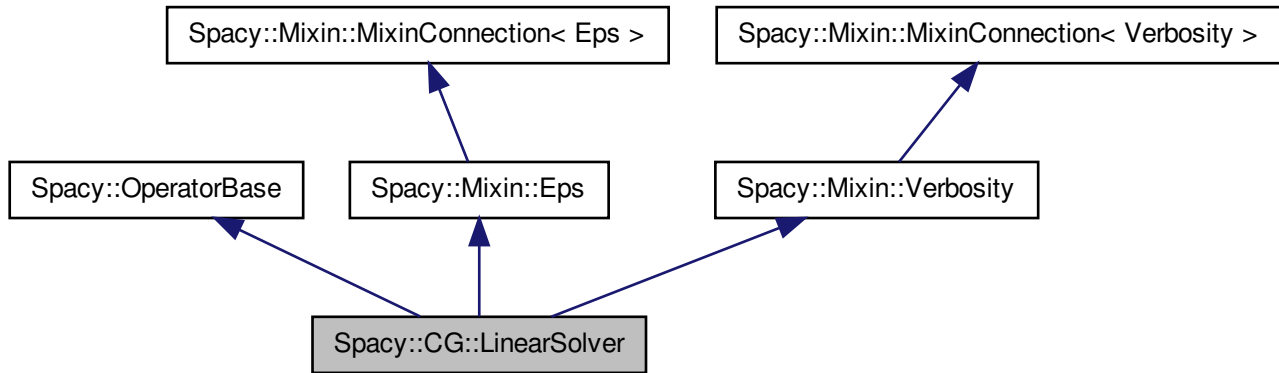 Spacy::Mixin::MixinConnection< Eps >
Spacy::Mixin::MixinConnection< Verbosity >
Spacy::OperatorBase
Spacy::Mixin::Eps
Spacy::Mixin::Verbosity
Spacy::CG::LinearSolver